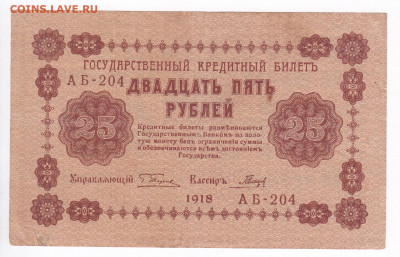 COINS.LAVE.RU
ГОСУДАРСТВЕННЫЙ КРЕДИТНЫЙ БИЛЕТЪ
АБ-204
ДВАДЦАТЬ ПЯТЬ
РУБЛЕЙ
25 25
Кредитные билеты размѣниваются
Государственнымъ Банкомъ на золо-
тую монету безъ ограниченія суммы
и обезпечиваются всѣмъ достояніемъ
Государства.
Управляющій
Кассиръ
1918 АБ-204